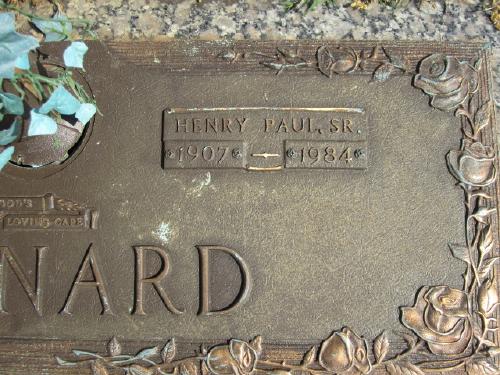 HENRY PAUL, SR.
1907 - 1984
LOVING CARE
NARD